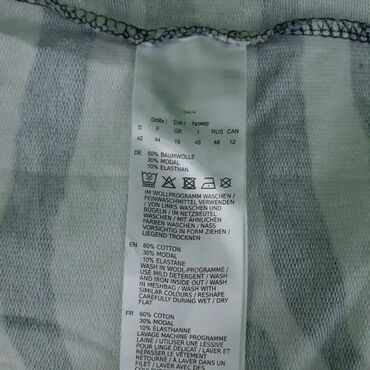 Größe / Size / Размер
D F GB I RUS CAN
42 44 16 48 48 12
DE 60% BAUMWOLLE
30% MODAL
10% ELASTHAN
IM WOLLPROGRAMM WASCHEN /
FEINWASCHMITTEL VERWENDEN
/ VON LINKS WASCHEN UND
BÜGELN / IM NETZBEUTEL
WASCHEN / MIT ÄHNLICHEN
FARBEN WASCHEN / NASS
VORSICHTIG IN FORM ZIEHEN /
LIEGEND TROCKNEN
EN 60% COTTON
30% MODAL
10% ELASTANE
WASH IN WOOL-PROGRAMME /
USE MILD DETERGENT / WASH
AND IRON INSIDE OUT / WASH
IN MESHBAG / WASH WITH
SIMILAR COLOURS / RESHAPE
CAREFULLY DURING WET / DRY
FLAT
FR 60% COTON
30% MODAL
10% ÉLASTHANNE
LAVAGE MACHINE PROGRAMME
LAINE / UTILISER UNE LESSIVE
POUR LINGE DÉLICAT / LAVER
ET REPASSER LE VÊTEMENT
RETOURNÉ / LAVER DANS UN
FILET / LAVER AVEC DES